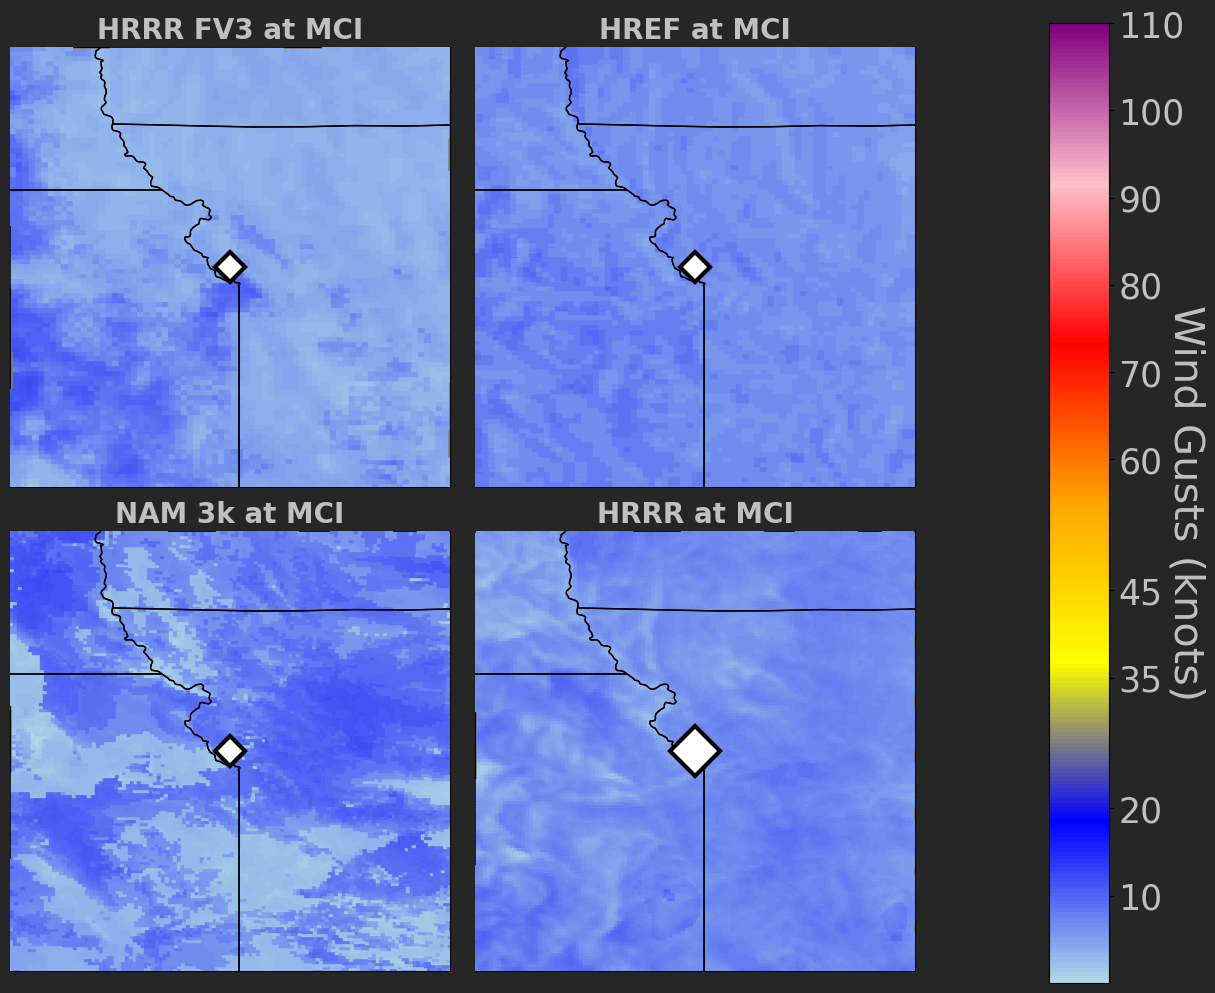 HRRR FV3 at MCI
HREF at MCI
NAM 3k at MCI
HRRR at MCI
110
100
90
80
70
60
45
35
20
10
Wind Gusts (knots)